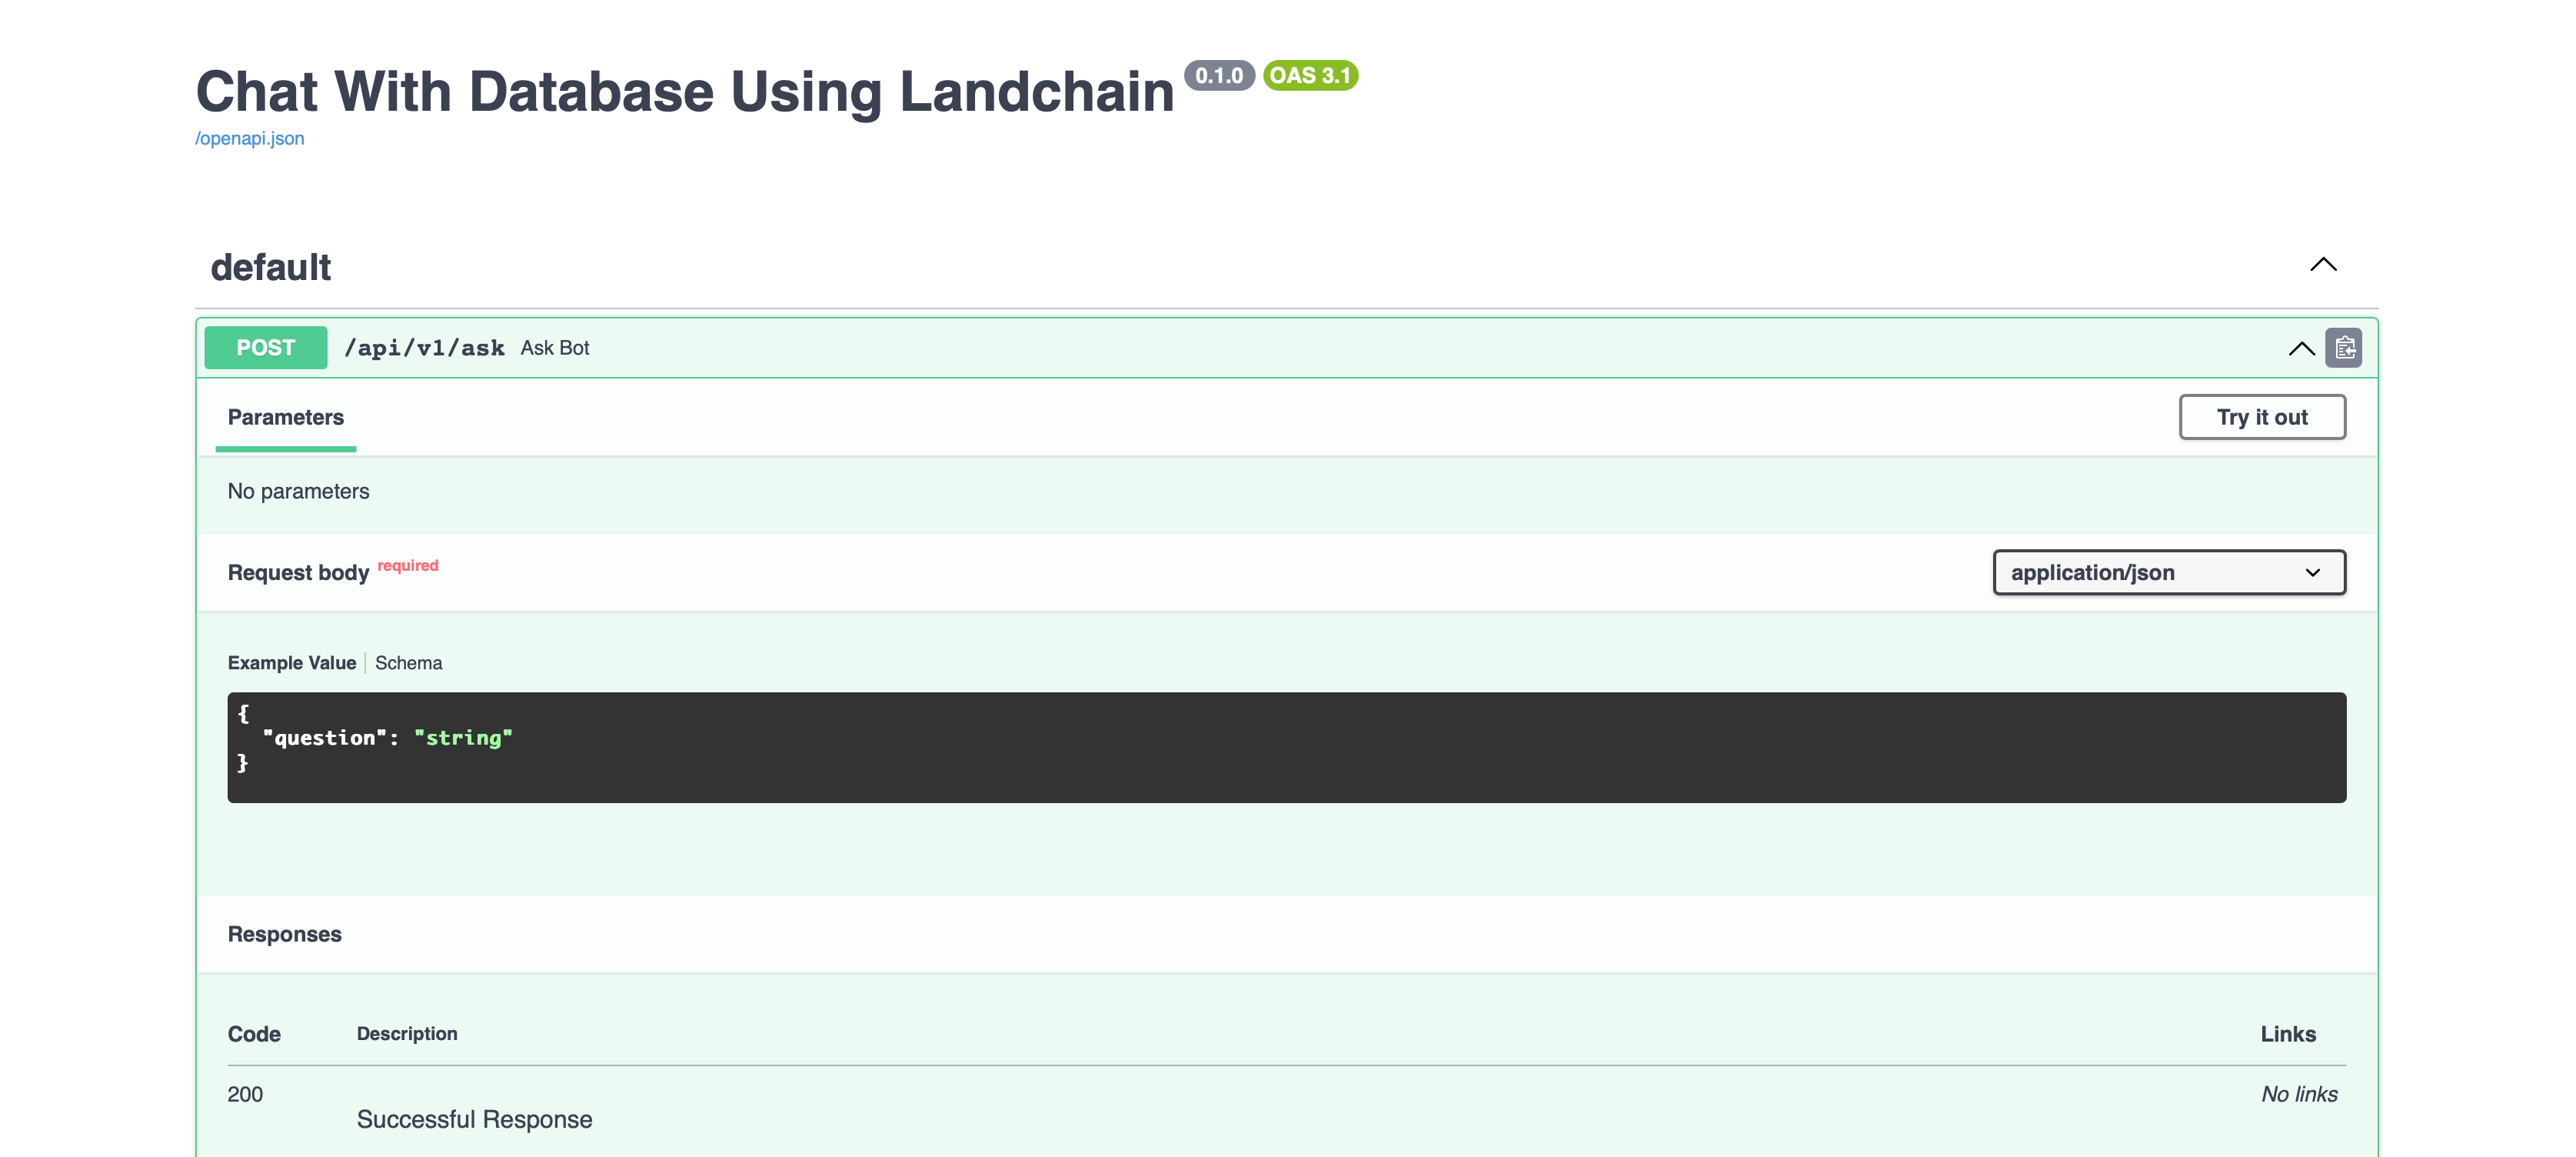 Chat With Database Using Landchain 0.1.0 OAS 3.1
/openapi.json
default
POST /api/v1/ask Ask Bot
Parameters Try it out
No parameters
Request body required application/json
Example Value Schema
{
"question": "string"
}
Responses
Code Description Links
200 No links
Successful Response